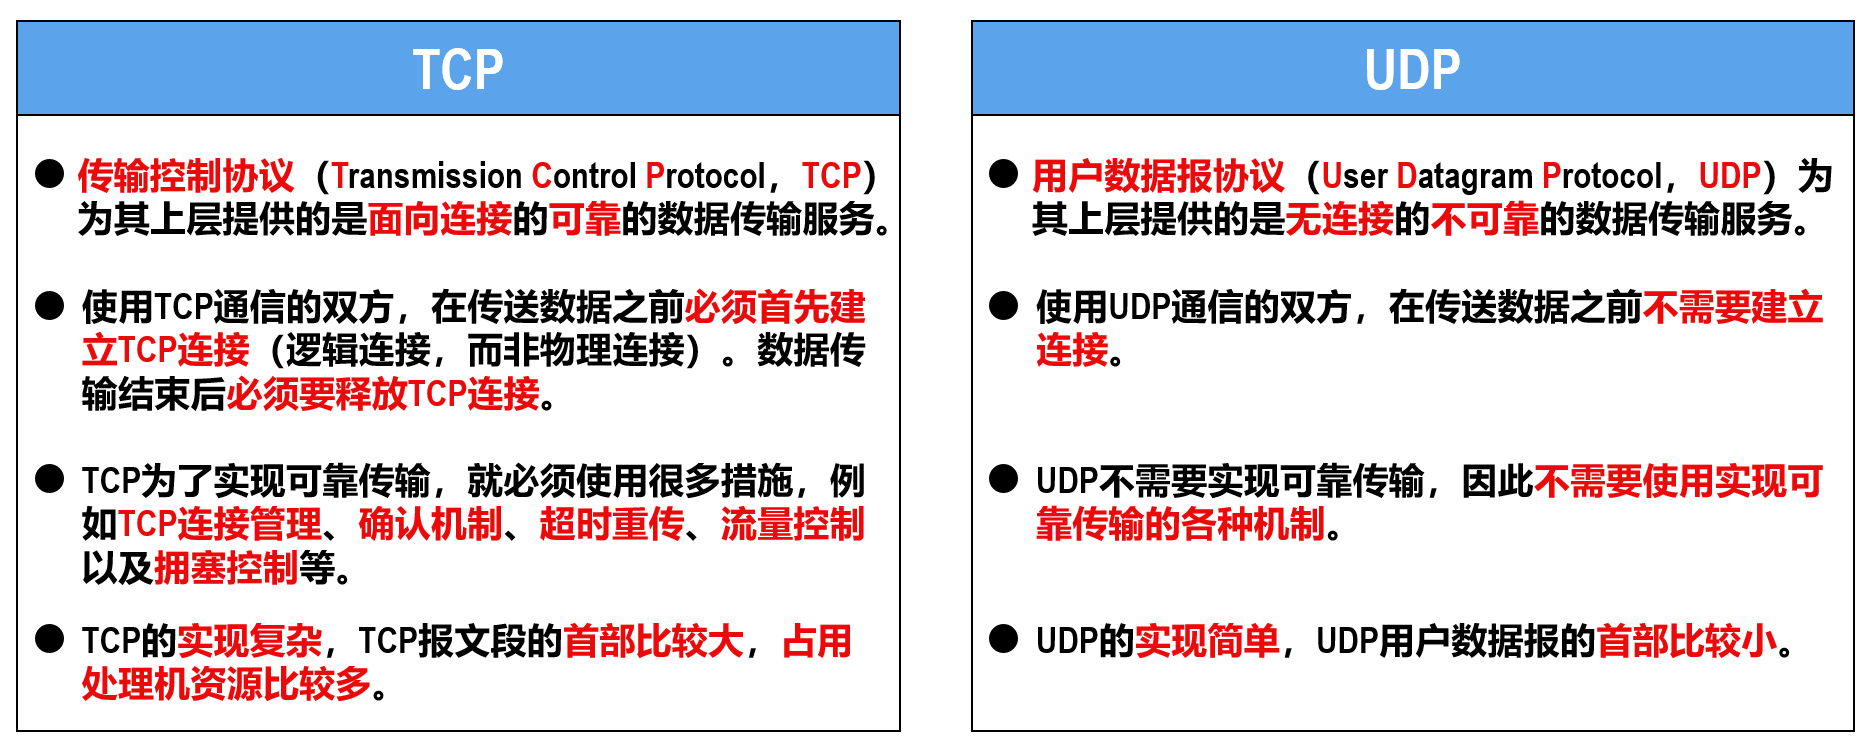 TCP
● 传输控制协议（Transmission Control Protocol，TCP）
为其上层提供的是面向连接的可靠的数据传输服务。
● 使用TCP通信的双方，在传送数据之前必须首先建
立TCP连接（逻辑连接，而非物理连接）。数据传
输结束后必须要释放TCP连接。
● TCP为了实现可靠传输，就必须使用很多措施，例
如TCP连接管理、确认机制、超时重传、流量控制
以及拥塞控制等。
● TCP的实现复杂，TCP报文段的首部比较大，占用
处理机资源比较多。
UDP
● 用户数据报协议（User Datagram Protocol，UDP）为
其上层提供的是无连接的不可靠的数据传输服务。
● 使用UDP通信的双方，在传送数据之前不需要建立
连接。
● UDP不需要实现可靠传输，因此不需要使用实现可
靠传输的各种机制。
● UDP的实现简单，UDP用户数据报的首部比较小。